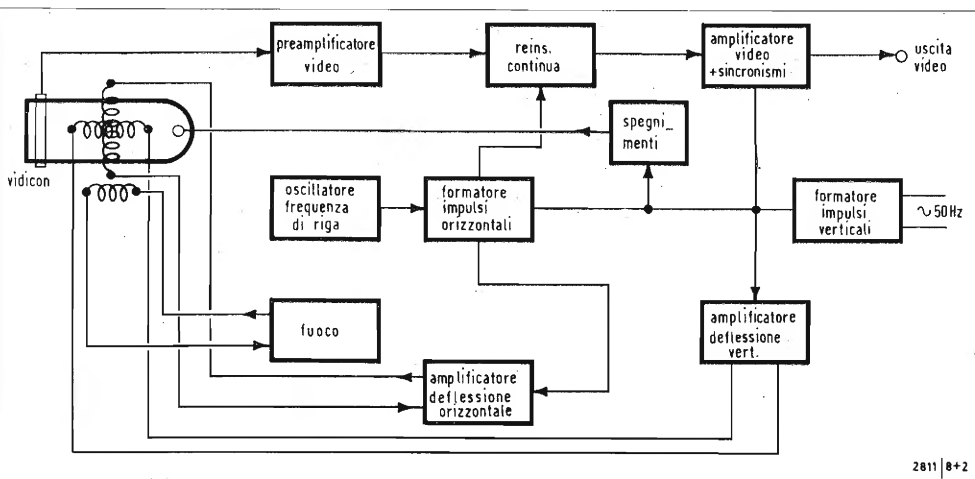 preamplificatore
video
reins.
continua
amplificatore
video
+sincronismi
uscita
video
vidicon
spegni_
menti
oscillatore
frequenza
di riga
formatore
impulsi
orizzontali
formatore
impulsi
verticali
~50Hz
fuoco
amplificatore
deflessione
orizzontale
amplificatore
deflessione
vert.
2811|8+2